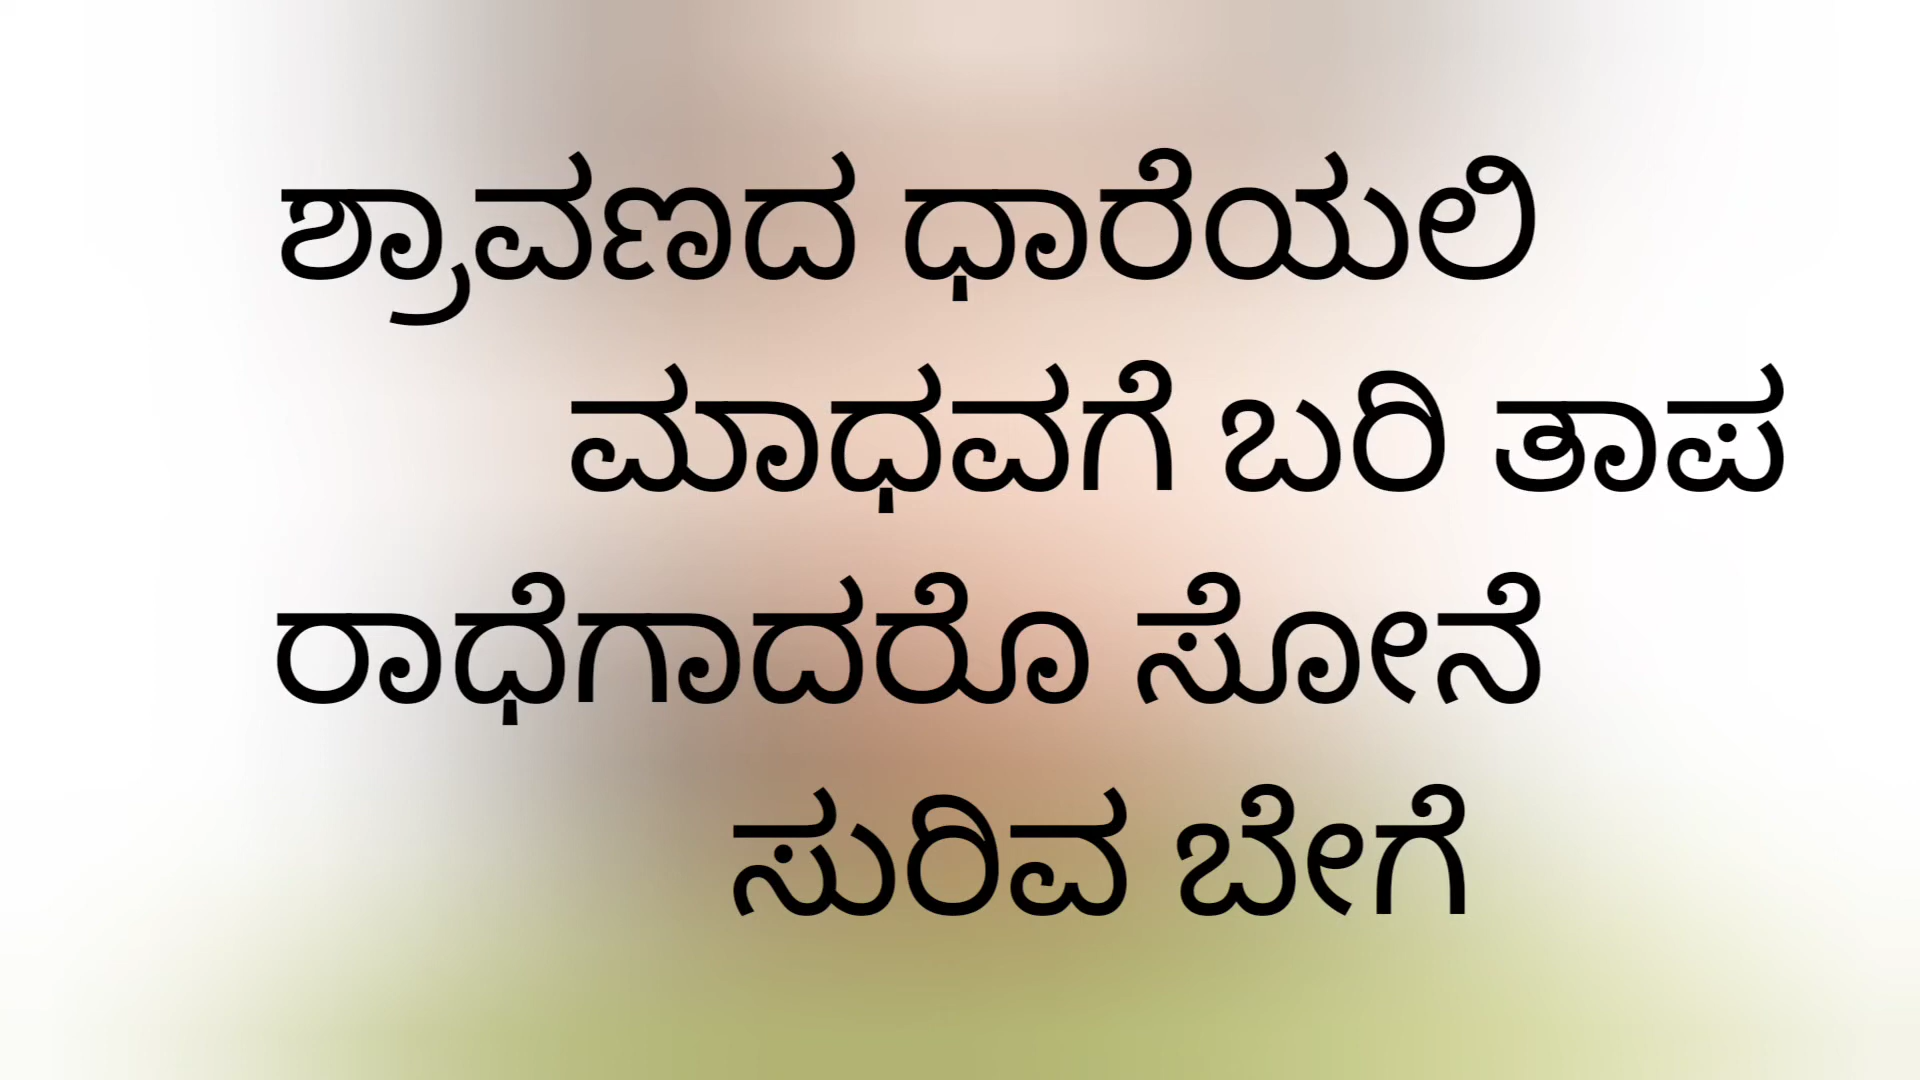 ಶ್ರಾವಣದ ಧಾರೆಯಲಿ
ಮಾಧವಗೆ ಬರಿ ತಾಪ
ರಾಧೆಗಾದರೊ ಸೋನೆ
ಸುರಿವ ಬೇಗೆ